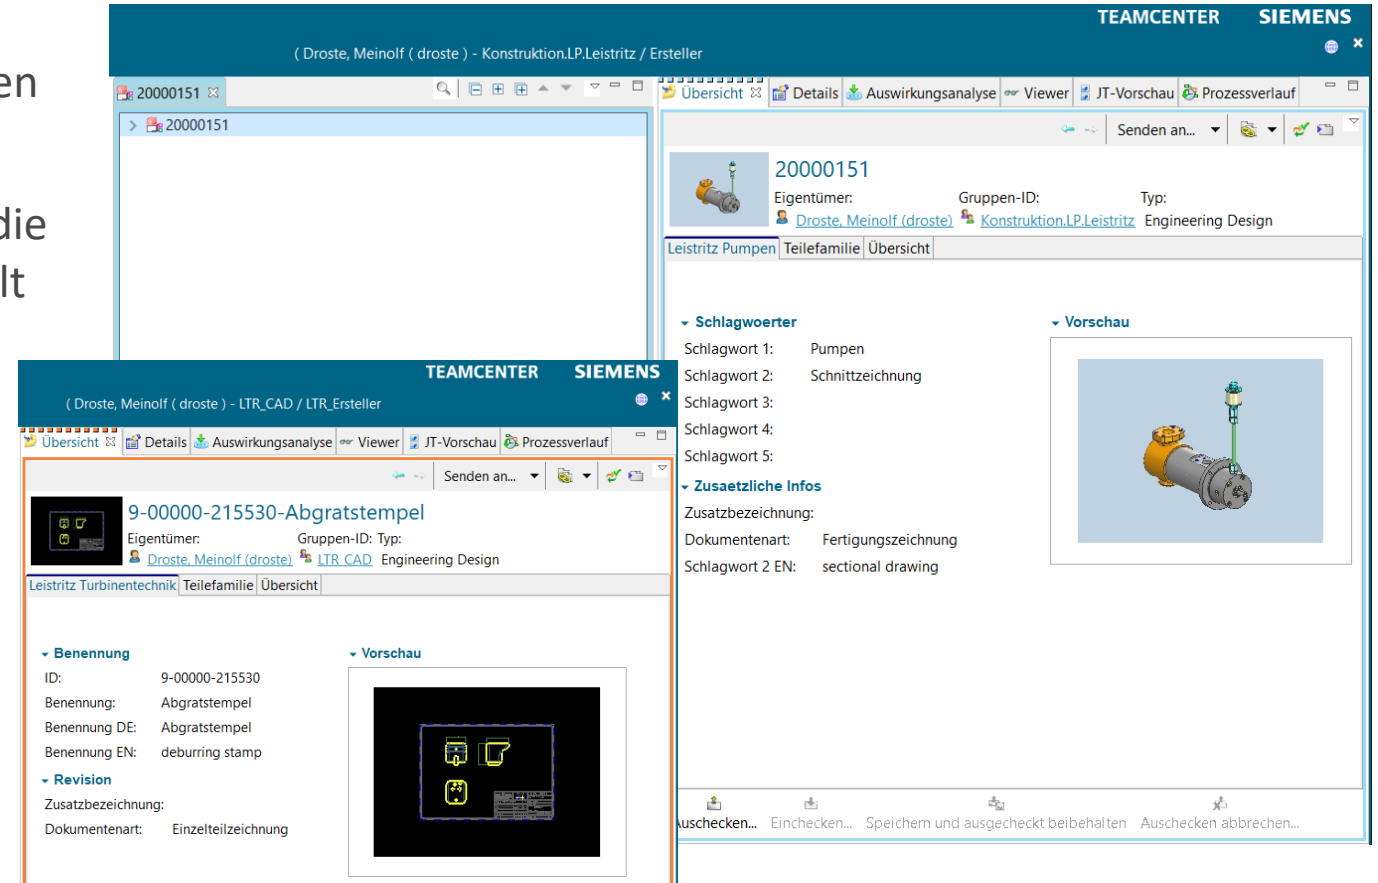 en
die
lt
TEAMCENTER SIEMENS
( Droste, Meinolf ( droste ) - Konstruktion.LP.Leistritz / Ersteller
20000151
20000151
Übersicht Details Auswirkungsanalyse Viewer JT-Vorschau Prozessverlauf
Senden an...
20000151
Eigentümer: Gruppen-ID: Typ:
Droste, Meinolf (droste) Konstruktion.LP.Leistritz Engineering Design
Leistritz Pumpen Teilefamilie Übersicht
Schlagwoerter
Schlagwort 1: Pumpen
Schlagwort 2: Schnittzeichnung
Schlagwort 3:
Schlagwort 4:
Schlagwort 5:
Zusaetzliche Infos
Zusatzbezeichnung:
Dokumentenart: Fertigungszeichnung
Schlagwort 2 EN: sectional drawing
Vorschau
Auschecken... Einchecken... Speichern und ausgecheckt beibehalten Auschecken abbrechen...
TEAMCENTER SIEMENS
( Droste, Meinolf ( droste ) - LTR_CAD / LTR_Ersteller
Übersicht Details Auswirkungsanalyse Viewer JT-Vorschau Prozessverlauf
Senden an...
9-00000-215530-Abgratstempel
Eigentümer: Gruppen-ID: Typ:
Droste, Meinolf (droste) LTR CAD Engineering Design
Leistritz Turbinentechnik Teilefamilie Übersicht
Benennung
ID: 9-00000-215530
Benennung: Abgratstempel
Benennung DE: Abgratstempel
Benennung EN: deburring stamp
Revision
Zusatzbezeichnung:
Dokumentenart: Einzelteilzeichnung
Vorschau